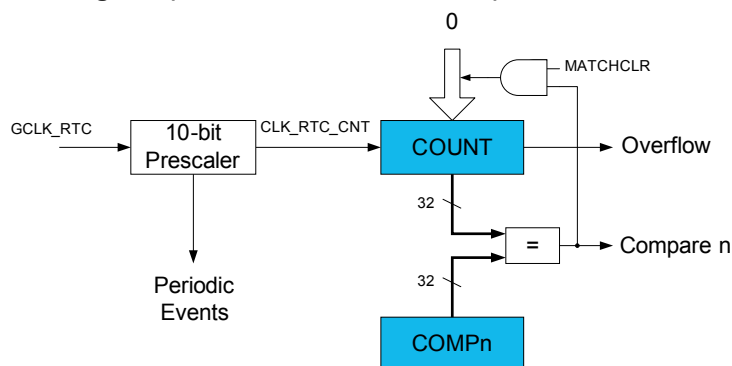 0
MATCHCLR
GCLK_RTC
10-bit
Prescaler
CLK_RTC_CNT
COUNT
Overflow
32
=
Compare n
32
Periodic
Events
COMPn